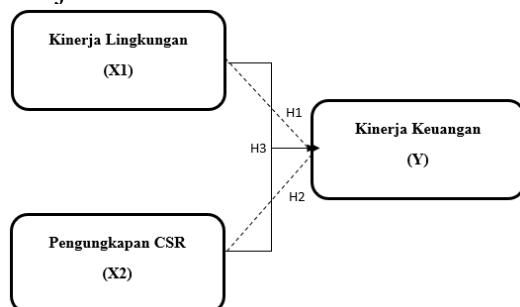 Kinerja Lingkungan
(X1)
H1
Kinerja Keuangan
(Y)
H3
H2
Pengungkapan CSR
(X2)